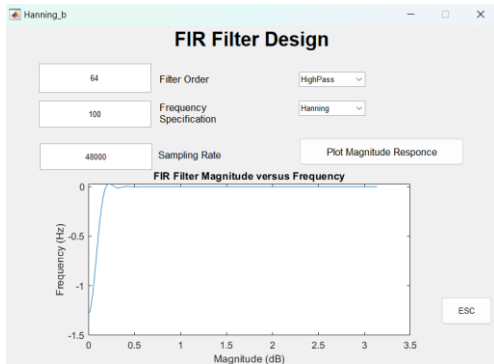 Hanning_b
FIR Filter Design
64
Filter Order
HighPass
100
Frequency
Specification
Hanning
48000
Sampling Rate
Plot Magnitude Responce
FIR Filter Magnitude versus Frequency
Frequency (Hz)
0
-0.5
-1
-1.5
0 0.5 1 1.5 2 2.5 3 3.5
Magnitude (dB)
ESC